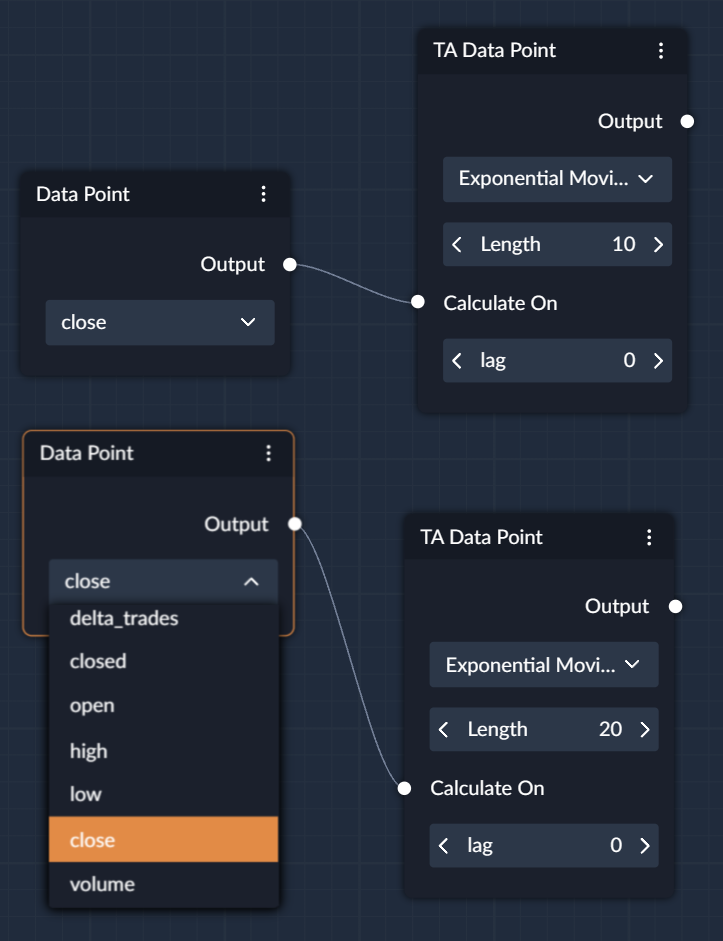 TA Data Point
Output
Exponential Movi...
Length 10
Calculate On
lag 0
Data Point
Output
close
Data Point
Output
close
delta_trades
closed
open
high
low
close
volume
TA Data Point
Output
Exponential Movi...
Length 20
Calculate On
lag 0